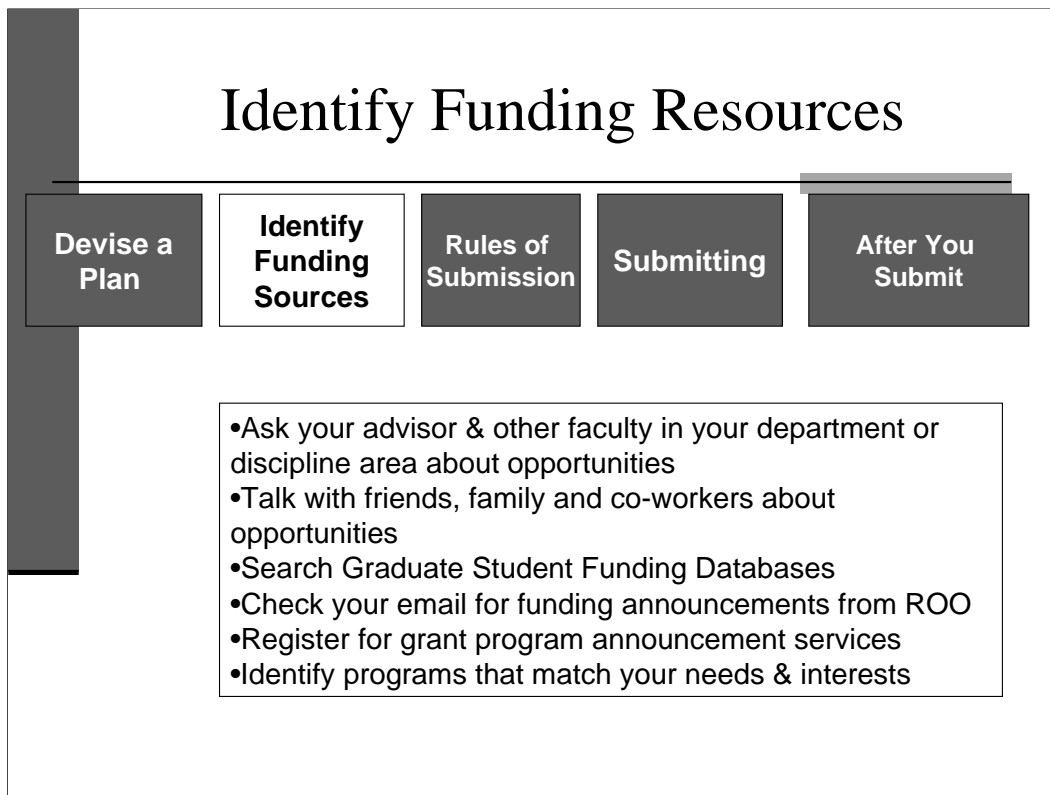 Identify Funding Resources
Devise a
Plan
Identify
Funding
Sources
Rules of
Submission
Submitting
After You
Submit
•Ask your advisor & other faculty in your department or
discipline area about opportunities
•Talk with friends, family and co-workers about
opportunities
•Search Graduate Student Funding Databases
•Check your email for funding announcements from ROO
•Register for grant program announcement services
•Identify programs that match your needs & interests